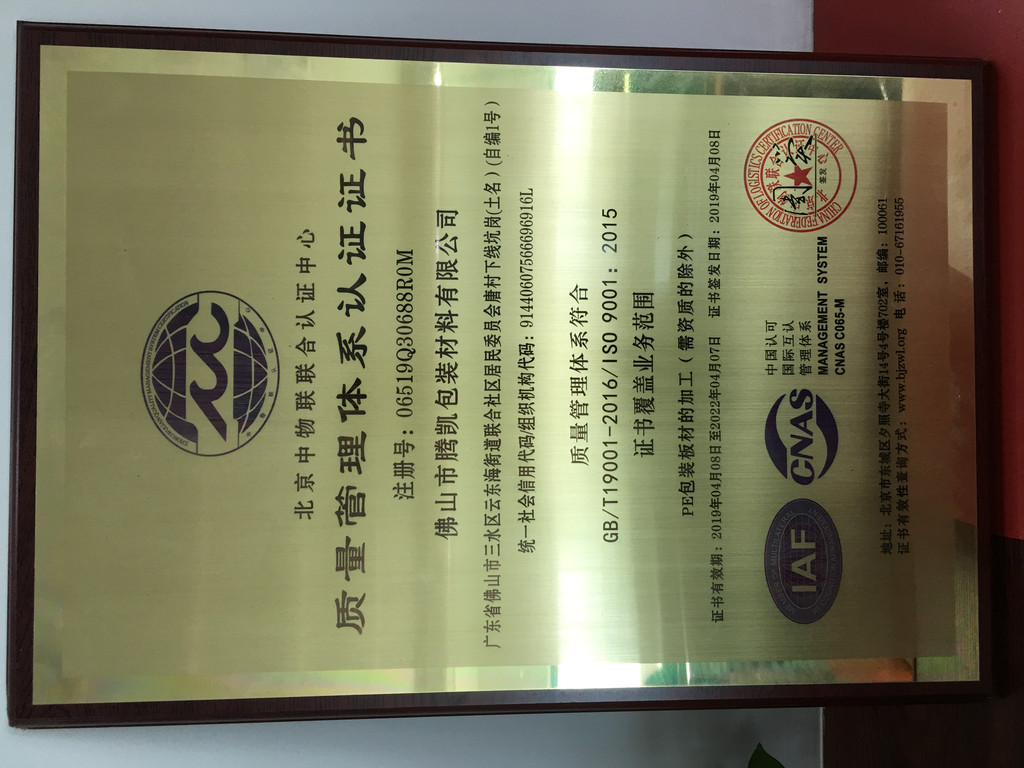 北京中物联联合认证中心
质量管理体系认证证书
注册号：06519Q30688R0M
佛山市腾凯包装材料有限公司
广东省佛山市三水区云东海街道联合社区居民委员会唐村下线坑岗(土名)(自编1号)
统一社会信用代码/组织机构代码：91440607566696916L
质量管理体系符合
GB/T19001-2016/ISO 9001：2015
证书覆盖业务范围
PE包装板材的加工（需资质的除外）
证书有效期：2019年04月08日至2022年04月07日 证书签发日期：2019年04月08日
IAF
CNAS
中国认可
国际互认
管理体系
MANAGEMENT SYSTEM
CNAS C065-M
CHINA FEDERATION OF LOGISTICS CERTIFICATION CENTER
签发
地址：北京市东城区夕照寺大街14号4号楼702室，邮编：100061
证书有效性查询方式：www.bjzwl.org 电话：010-67161955